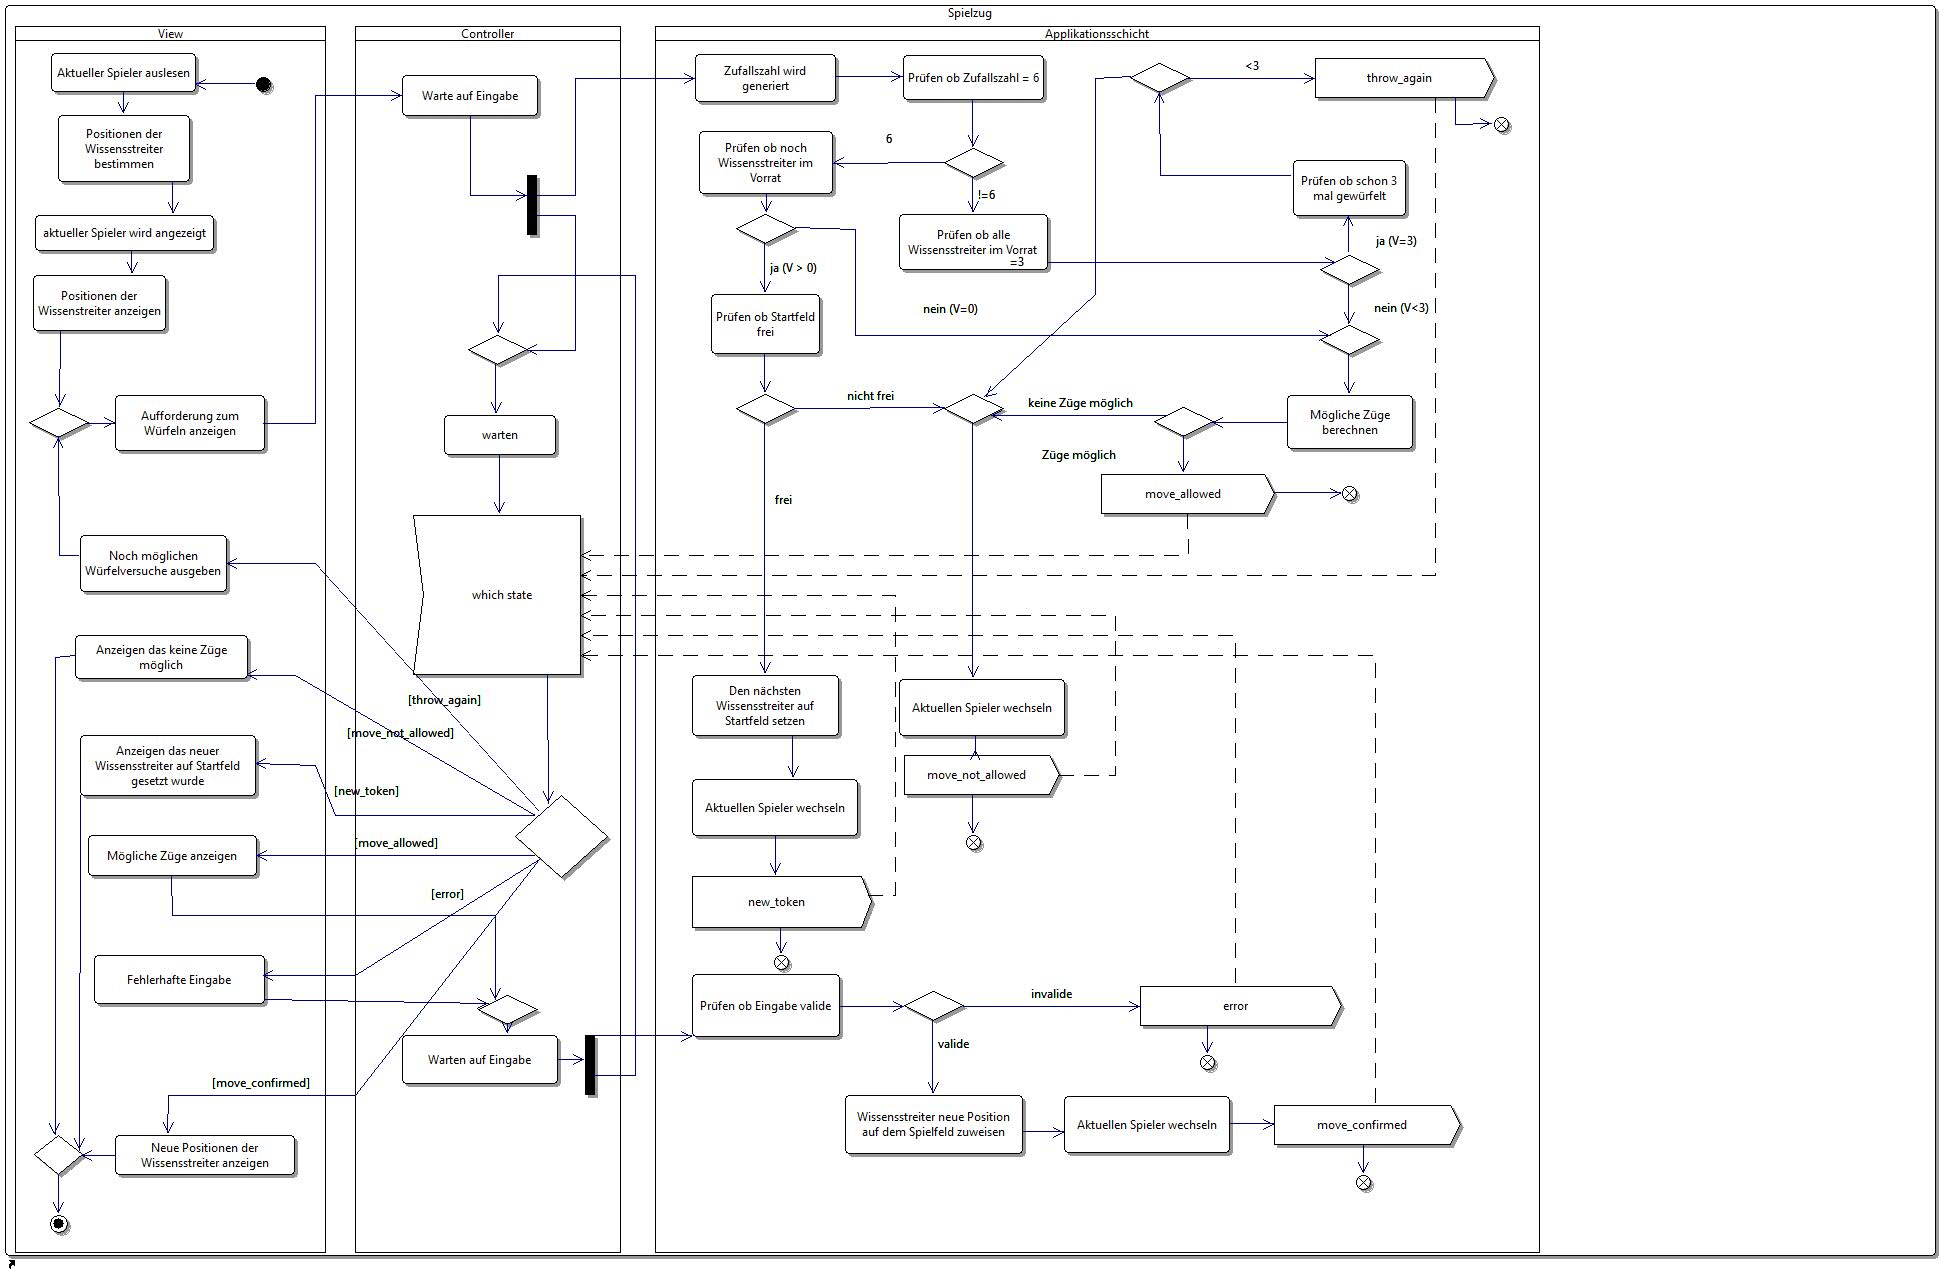 Spielzug
View
Controller
Applikationsschicht
Aktueller Spieler auslesen
Positionen der
Wissensstreiter
bestimmen
aktueller Spieler wird angezeigt
Positionen der
Wissenstreiter anzeigen
Aufforderung zum
Würfeln anzeigen
Noch möglichen
Würfelversuche ausgeben
Anzeigen das keine Züge
möglich
Anzeigen das neuer
Wissensstreiter auf Startfeld
gesetzt wurde
Mögliche Züge anzeigen
Fehlerhafte Eingabe
Neue Positionen der
Wissensstreiter anzeigen
Warte auf Eingabe
warten
which state
[throw_again]
[move_not_allowed]
[new_token]
[move_allowed]
[error]
[move_confirmed]
Warten auf Eingabe
Zufallszahl wird
generiert
Prüfen ob Zufallszahl = 6
<3
throw_again
6
Prüfen ob noch
Wissensstreiter im
Vorrat
!=6
Prüfen ob schon 3
mal gewürfelt
Prüfen ob alle
Wissensstreiter im Vorrat
=3
ja (V=3)
ja (V > 0)
nein (V=0)
nein (V<3)
Prüfen ob Startfeld
frei
nicht frei
keine Züge möglich
Mögliche Züge
berechnen
Züge möglich
move_allowed
frei
Den nächsten
Wissensstreiter auf
Startfeld setzen
Aktuellen Spieler wechseln
move_not_allowed
Aktuellen Spieler wechseln
new_token
Prüfen ob Eingabe valide
invalide
error
valide
Wissensstreiter neue Position
auf dem Spielfeld zuweisen
Aktuellen Spieler wechseln
move_confirmed